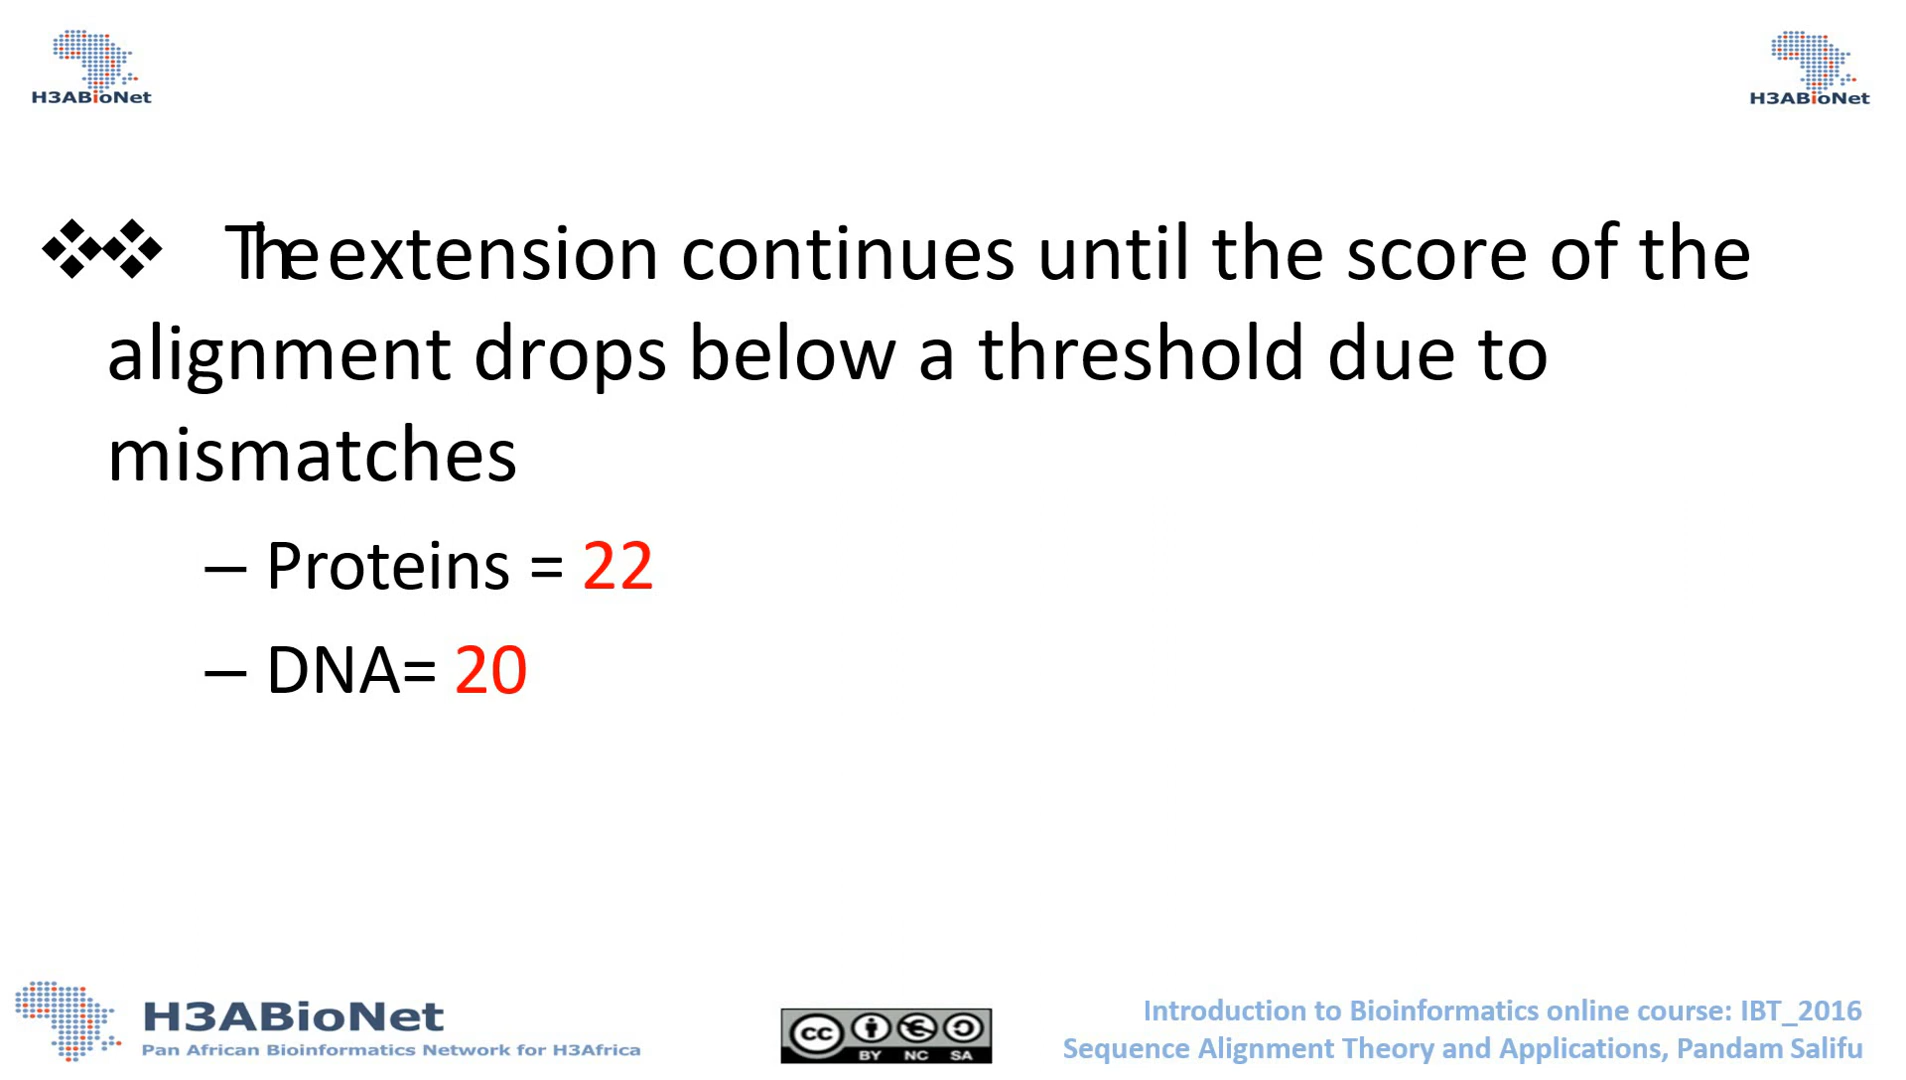 H3ABioNet
H3ABioNet
❖❖ The extension continues until the score of the
alignment drops below a threshold due to
mismatches
– Proteins = 22
– DNA= 20
H3ABioNet
Pan African Bioinformatics Network for H3Africa
cc
BY NC SA
Introduction to Bioinformatics online course: IBT_2016
Sequence Alignment Theory and Applications, Pandam Salifu